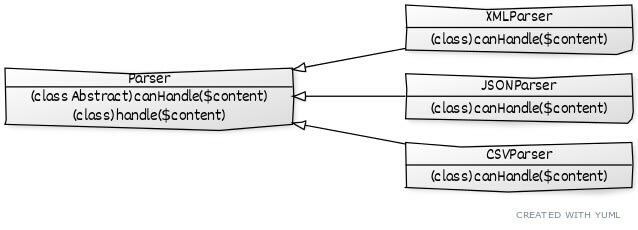 Parser
(class Abstract)canHandle($content)
(class)handle($content)
XMLParser
(class)canHandle($content)
JSONParser
(class)canHandle($content)
CSVParser
(class)canHandle($content)
CREATED WITH YUML